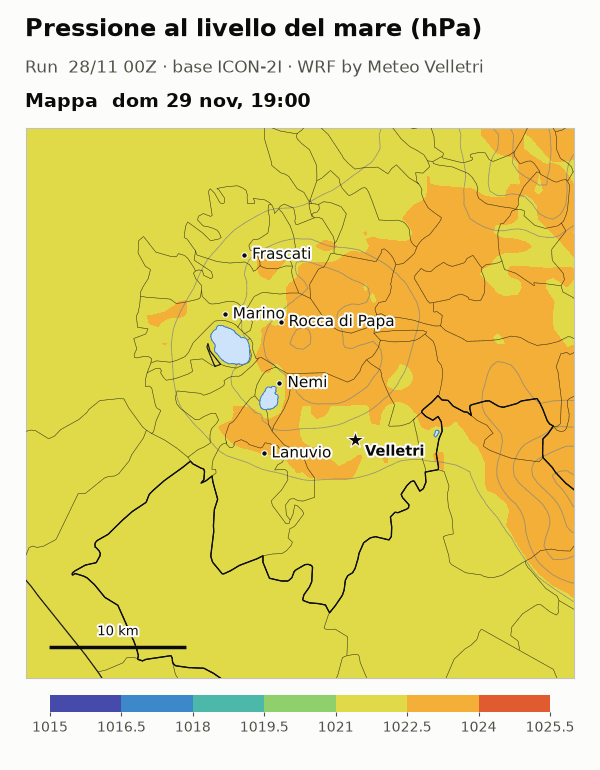 Pressione al livello del mare (hPa)
Run  28/11 00Z · base ICON-2I · WRF by Meteo Velletri
Mappa  dom 29 nov, 19:00
Frascati
Marino
Rocca di Papa
Nemi
Velletri
Lanuvio
10 km
1015 1016.5 1018 1019.5 1021 1022.5 1024 1025.5